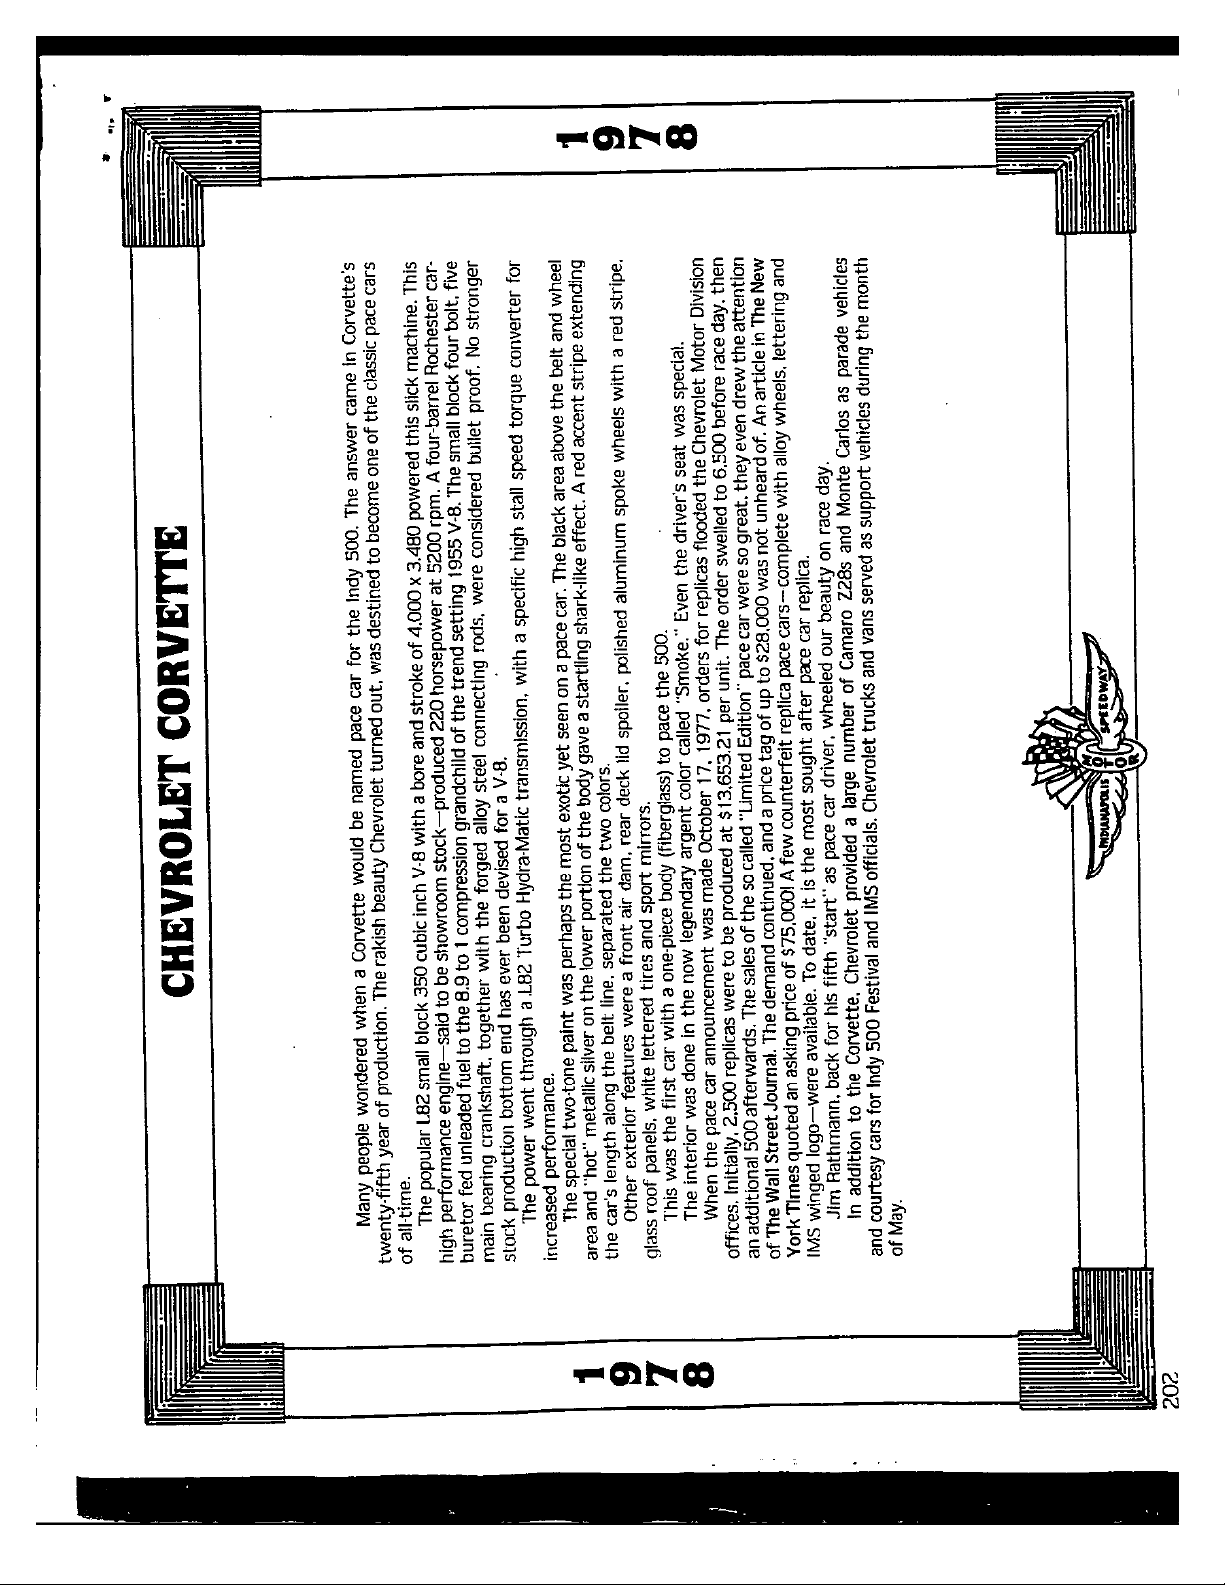 CHEVROLET CORVETTE
1978
1978
Many people wondered when a Corvette would be named pace car for the Indy 500. The answer came in Corvette's
twenty-fifth year of production. The rakish beauty Chevrolet turned out, was destined to become one of the classic pace cars
of all-time.
The popular L82 small block 350 cubic inch V-8 with a bore and stroke of 4.000 x 3.480 powered this slick machine. This
high performance engine—said to be showroom stock—produced 220 horsepower at 5200 rpm. A four-barrel Rochester car-
buretor fed unleaded fuel to the 8.9 to 1 compression grandchild of the trend setting 1955 V-8. The small block four bolt, five
main bearing crankshaft, together with the forged alloy steel connecting rods, were considered bullet proof. No stronger
stock production bottom end has ever been devised for a V-8.
The power went through a L82 Turbo Hydra-Matic transmission, with a specific high stall speed torque converter for
increased performance.
The special two-tone paint was perhaps the most exotic yet seen on a pace car. The black area above the belt and wheel
area and "hot" metallic silver on the lower portion of the body gave a startling shark-like effect. A red accent stripe extending
the car's length along the belt line, separated the two colors.
Other exterior features were a front air dam, rear deck lid spoiler, polished aluminum spoke wheels with a red stripe,
glass roof panels, white lettered tires and sport mirrors.
This was the first car with a one-piece body (fiberglass) to pace the 500.
The interior was done in the now legendary argent color called "Smoke." Even the driver's seat was special.
When the pace car announcement was made October 17, 1977, orders for replicas flooded the Chevrolet Motor Division
offices. Initially, 2,500 replicas were to be produced at $13,653.21 per unit. The order swelled to 6,500 before race day, then
an additional 500 afterwards. The sales of the so called "Limited Edition" pace car were so great, they even drew the attention
of The Wall Street Journal. The demand continued, and a price tag of up to $28,000 was not unheard of. An article in The New
York Times quoted an asking price of $75,000! A few counterfeit replica pace cars—complete with alloy wheels, lettering and
IMS winged logo—were available. To date, it is the most sought after pace car replica.
Jim Rathmann, back for his fifth "start" as pace car driver, wheeled our beauty on race day.
In addition to the Corvette, Chevrolet provided a large number of Camaro Z28s and Monte Carlos as parade vehicles
and courtesy cars for Indy 500 Festival and IMS officials. Chevrolet trucks and vans served as support vehicles during the month
of May.
INDIANAPOLIS MOTOR SPEEDWAY
202